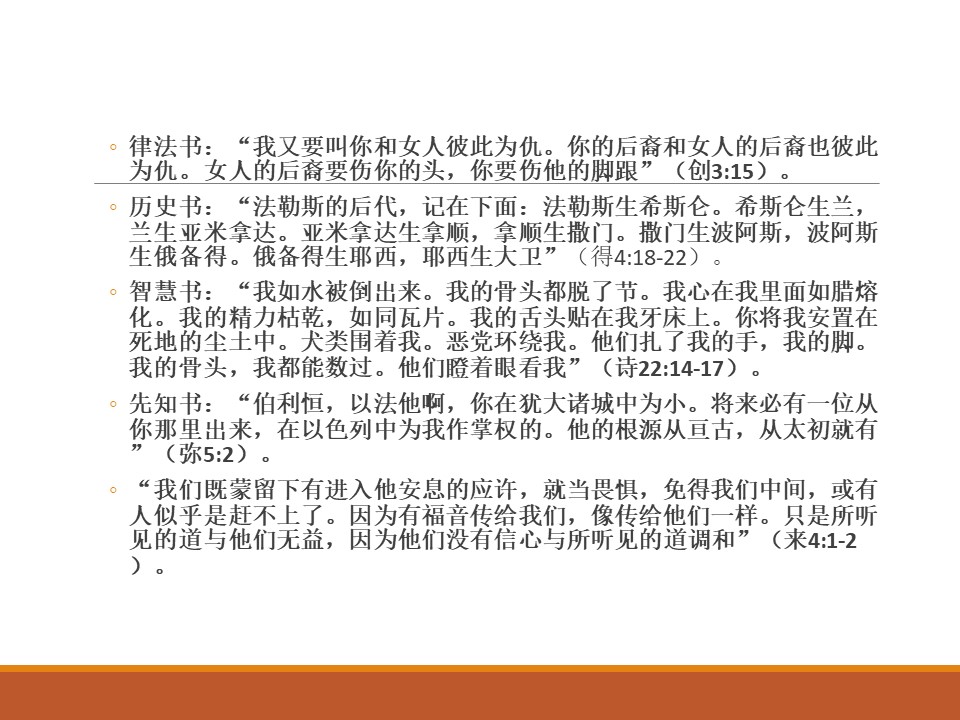 ◦ 律法书：“我又要叫你和女人彼此为仇。你的后裔和女人的后裔也彼此
为仇。女人的后裔要伤你的头，你要伤他的脚跟”（创3:15）。
◦ 历史书：“法勒斯的后代，记在下面：法勒斯生希斯仑。希斯仑生兰，
兰生亚米拿达。亚米拿达生拿顺，拿顺生撒门。撒门生波阿斯，波阿斯
生俄备得。俄备得生耶西，耶西生大卫”（得4:18-22）。
◦ 智慧书：“我如水被倒出来。我的骨头都脱了节。我心在我里面如腊熔
化。我的精力枯乾，如同瓦片。我的舌头贴在我牙床上。你将我安置在
死地的尘土中。犬类围着我。恶党环绕我。他们扎了我的手，我的脚。
我的骨头，我都能数过。他们瞪着眼看我”（诗22:14-17）。
◦ 先知书：“伯利恒，以法他啊，你在犹大诸城中为小。将来必有一位从
你那里出来，在以色列中为我作掌权的。他的根源从亘古，从太初就有
”（弥5:2）。
◦ “我们既蒙留下有进入他安息的应许，就当畏惧，免得我们中间，或有
人似乎是赶不上了。因为有福音传给我们，像传给他们一样。只是所听
见的道与他们无益，因为他们没有信心与所听见的道调和”（来4:1-2
）。